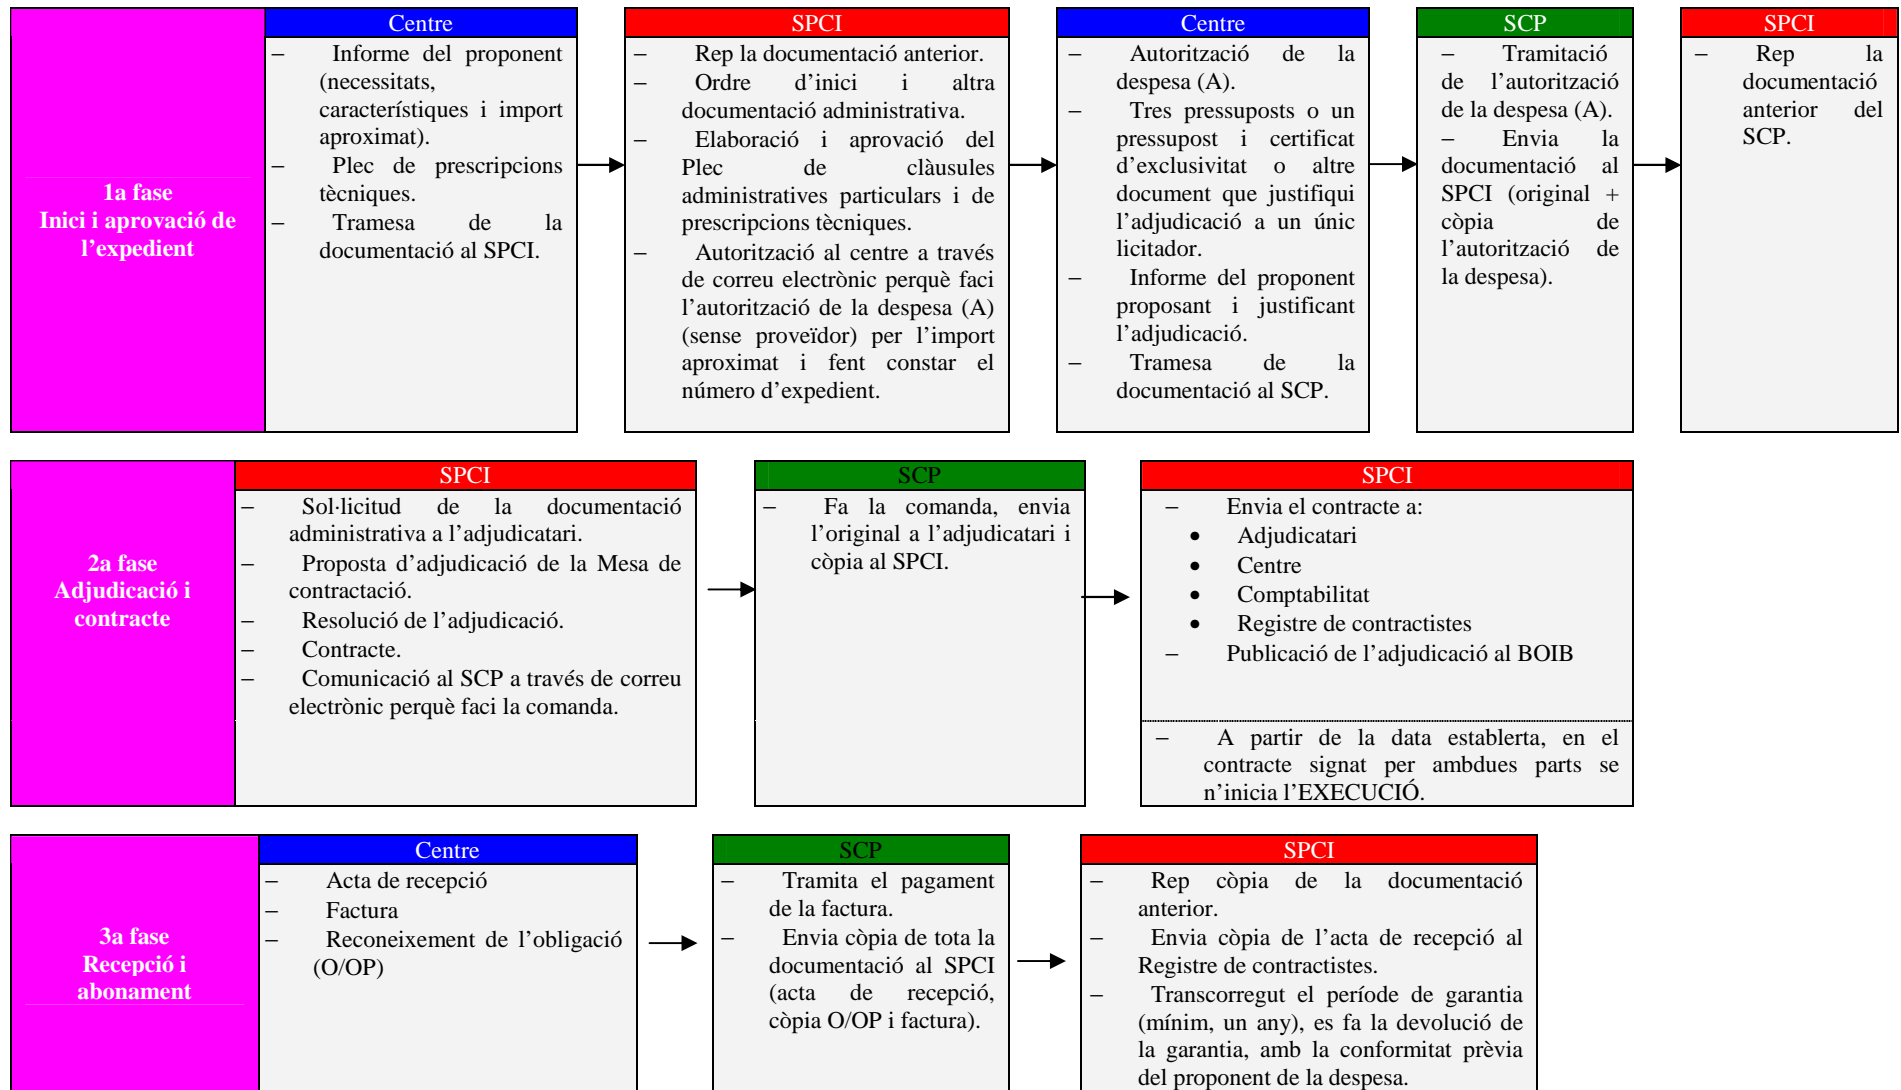 1a fase
Inici i aprovació de
l’expedient
Centre
– Informe del proponent
(necessitats,
característiques i import
aproximat).
– Plec de prescripcions
tècniques.
– Tramesa de la
documentació al SPCI.
SPCI
– Rep la documentació anterior.
– Ordre d’inici i altra
documentació administrativa.
– Elaboració i aprovació del
Plec de clàusules
administratives particulars i de
prescripcions tècniques.
– Autorització al centre a través
de correu electrònic perquè faci
l’autorització de la despesa (A)
(sense proveïdor) per l’import
aproximat i fent constar el
número d’expedient.
Centre
– Autorització de la
despesa (A).
– Tres pressuposts o un
pressupost i certificat
d’exclusivitat o altre
document que justifiqui
l’adjudicació a un únic
licitador.
– Informe del proponent
proposant i justificant
l’adjudicació.
– Tramesa de la
documentació al SCP.
SCP
– Tramitació
de l’autorització
de la despesa (A).
– Envia la
documentació al
SPCI (original +
còpia de
l’autorització de
la despesa).
SPCI
– Rep la
documentació
anterior del
SCP.
2a fase
Adjudicació i
contracte
SPCI
– Sol·licitud de la documentació
administrativa a l’adjudicatari.
– Proposta d’adjudicació de la Mesa de
contractació.
– Resolució de l’adjudicació.
– Contracte.
– Comunicació al SCP a través de correu
electrònic perquè faci la comanda.
SCP
– Fa la comanda, envia
l’original a l’adjudicatari i
còpia al SPCI.
SPCI
– Envia el contracte a:
• Adjudicatari
• Centre
• Comptabilitat
• Registre de contractistes
– Publicació de l’adjudicació al BOIB
– A partir de la data establerta, en el
contracte signat per ambdues parts se
n’inicia l’EXECUCIÓ.
3a fase
Recepció i
abonament
Centre
– Acta de recepció
– Factura
– Reconeixement de l’obligació
(O/OP)
SCP
– Tramita el pagament
de la factura.
– Envia còpia de tota la
documentació al SPCI
(acta de recepció,
còpia O/OP i factura).
SPCI
– Rep còpia de la documentació
anterior.
– Envia còpia de l’acta de recepció al
Registre de contractistes.
– Transcorregut el període de garantia
(mínim, un any), es fa la devolució de
la garantia, amb la conformitat prèvia
del proponent de la despesa.